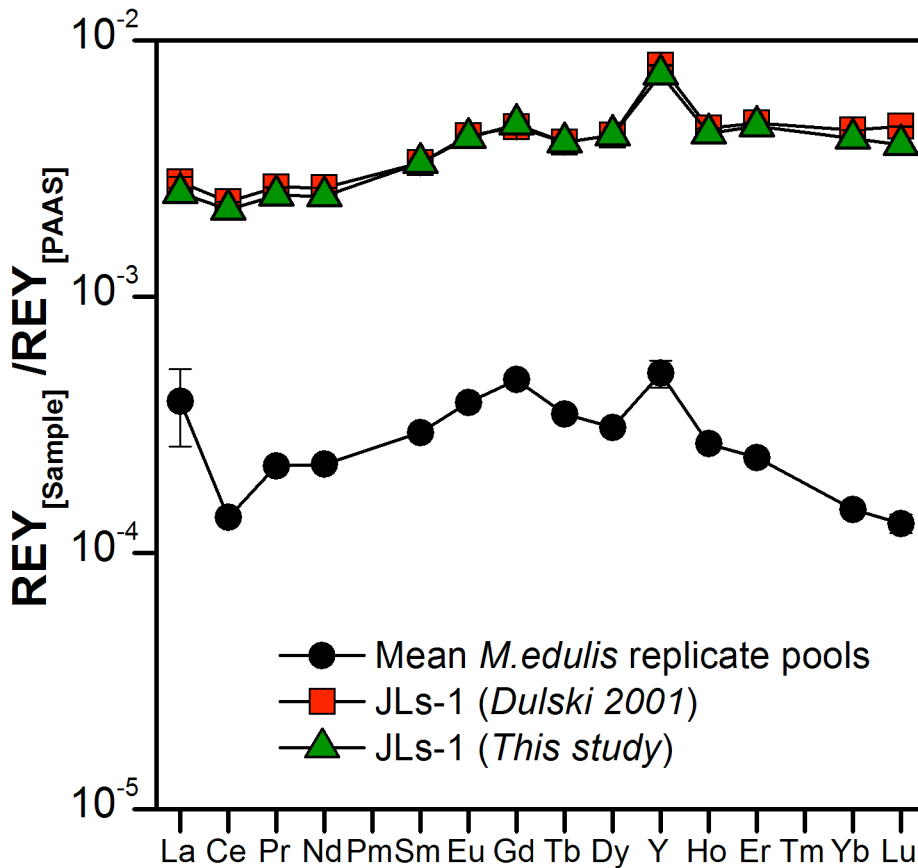 REY[Sample] /REY[PAAS]
10-2
10-3
10-4
10-5
Mean M.edulis replicate pools
JLs-1 (Dulski 2001)
JLs-1 (This study)
La Ce Pr Nd Pm Sm Eu Gd Tb Dy Y Ho Er Tm Yb Lu